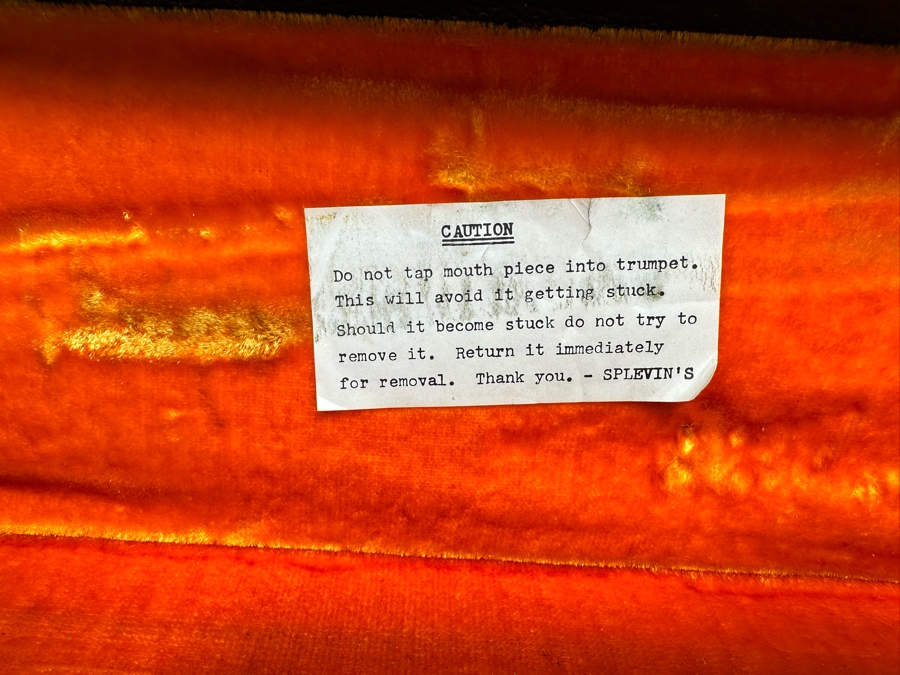 CAUTION
Do not tap mouth piece into trumpet.
This will avoid it getting stuck.
Should it become stuck do not try to
remove it. Return it immediately
for removal. Thank you. - SPLEVIN'S